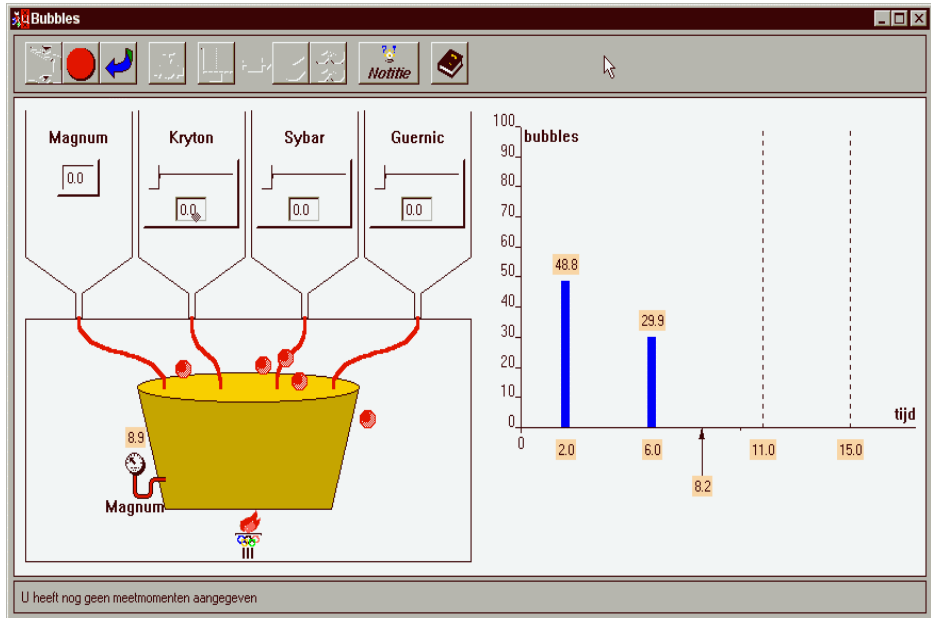 Bubbles
Notitie
Magnum Kryton Sybar Guernic
0.0 0.0 0.0 0.0
8.9
Magnum
100
bubbles
90
80
70
60
50
40
30
20
10
0
48.8
29.9
tijd
0 2.0 6.0 11.0 15.0
8.2
U heeft nog geen meetmomenten aangegeven